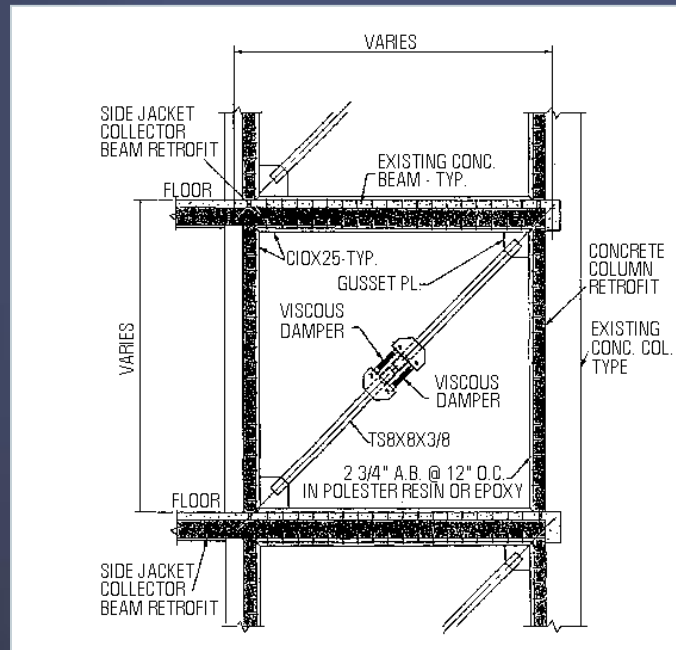 VARIES
SIDE JACKET
COLLECTOR
BEAM RETROFIT
EXISTING CONC.
BEAM - TYP.
FLOOR
C10X25-TYP.
GUSSET PL.
CONCRETE
COLUMN
RETROFIT
VISCOUS
DAMPER
EXISTING
CONC. COL.
TYPE
VARIES
VISCOUS
DAMPER
TS8X8X3/8
2 3/4" A.B. @ 12" O.C.
IN POLESTER RESIN OR EPOXY
FLOOR
SIDE JACKET
COLLECTOR
BEAM RETROFIT